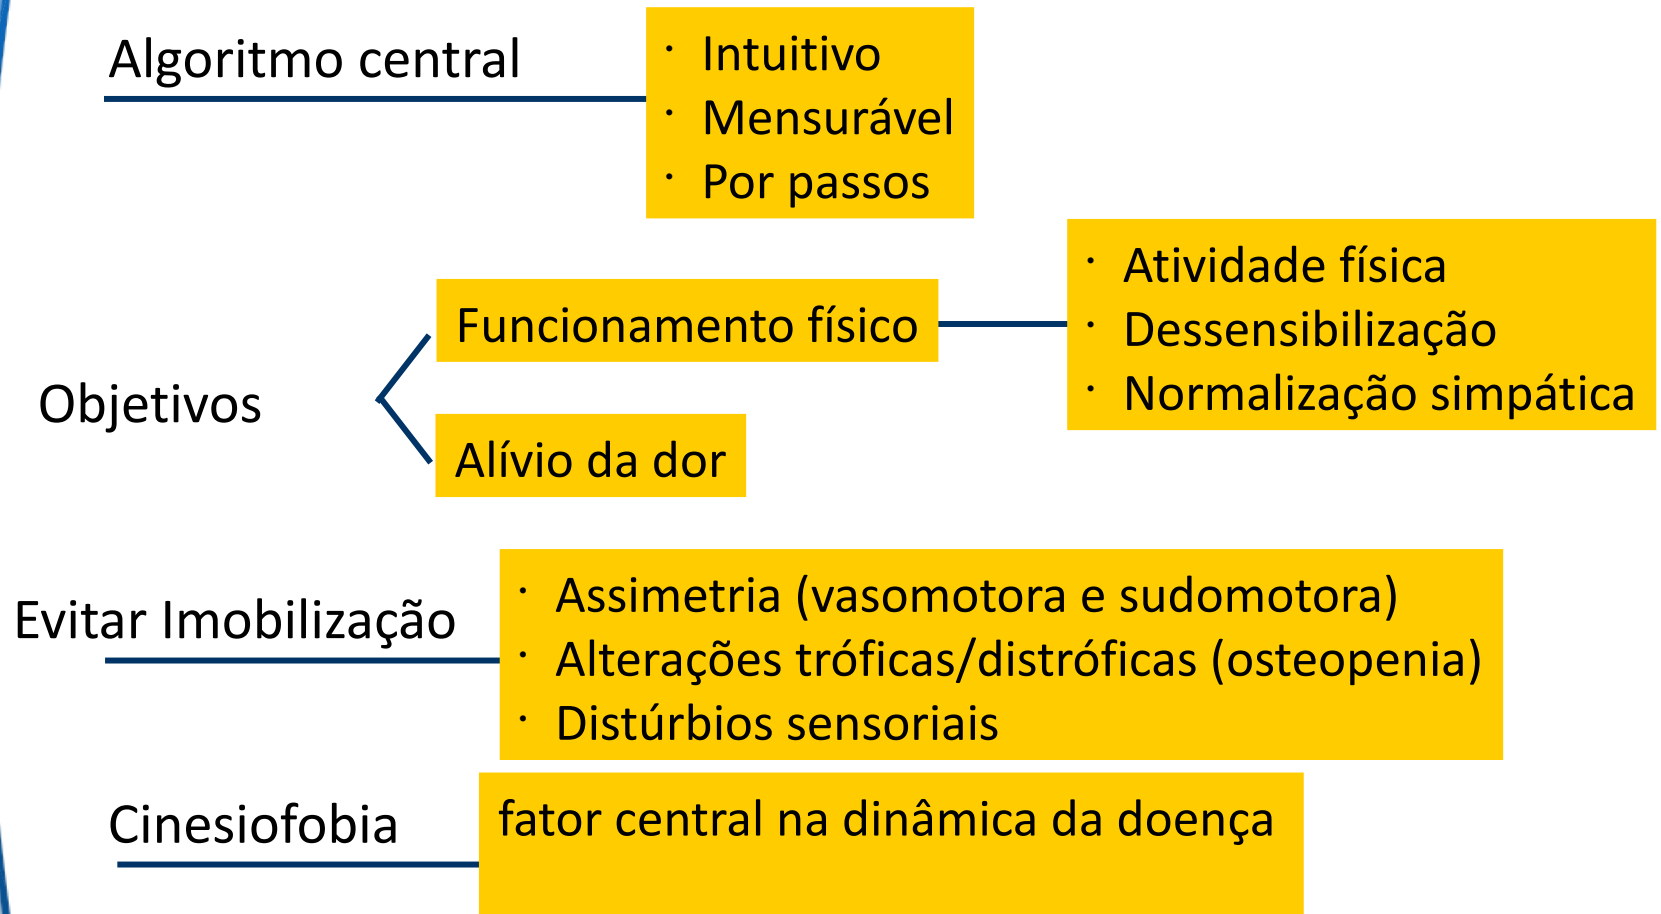 Algoritmo central
· Intuitivo
· Mensurável
· Por passos
Objetivos
Funcionamento físico
· Atividade física
· Dessensibilização
· Normalização simpática
Alívio da dor
Evitar Imobilização
· Assimetria (vasomotora e sudomotora)
· Alterações tróficas/distróficas (osteopenia)
· Distúrbios sensoriais
Cinesiofobia
fator central na dinâmica da doença